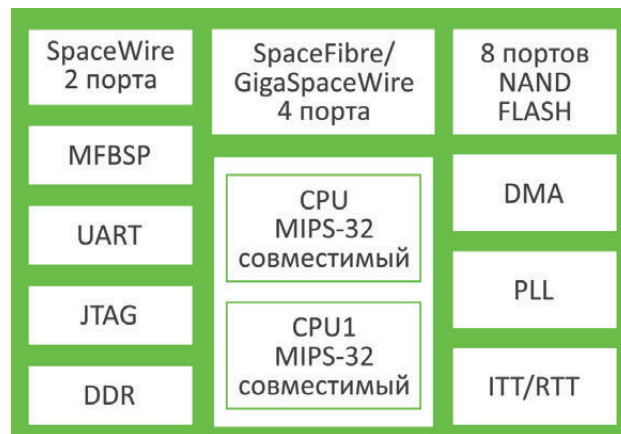 SpaceWire
2 порта
MFBSP
UART
JTAG
DDR
SpaceFibre/
GigaSpaceWire
4 порта
CPU
MIPS-32
совместимый
CPU1
MIPS-32
совместимый
8 портов
NAND
FLASH
DMA
PLL
ITT/RTT